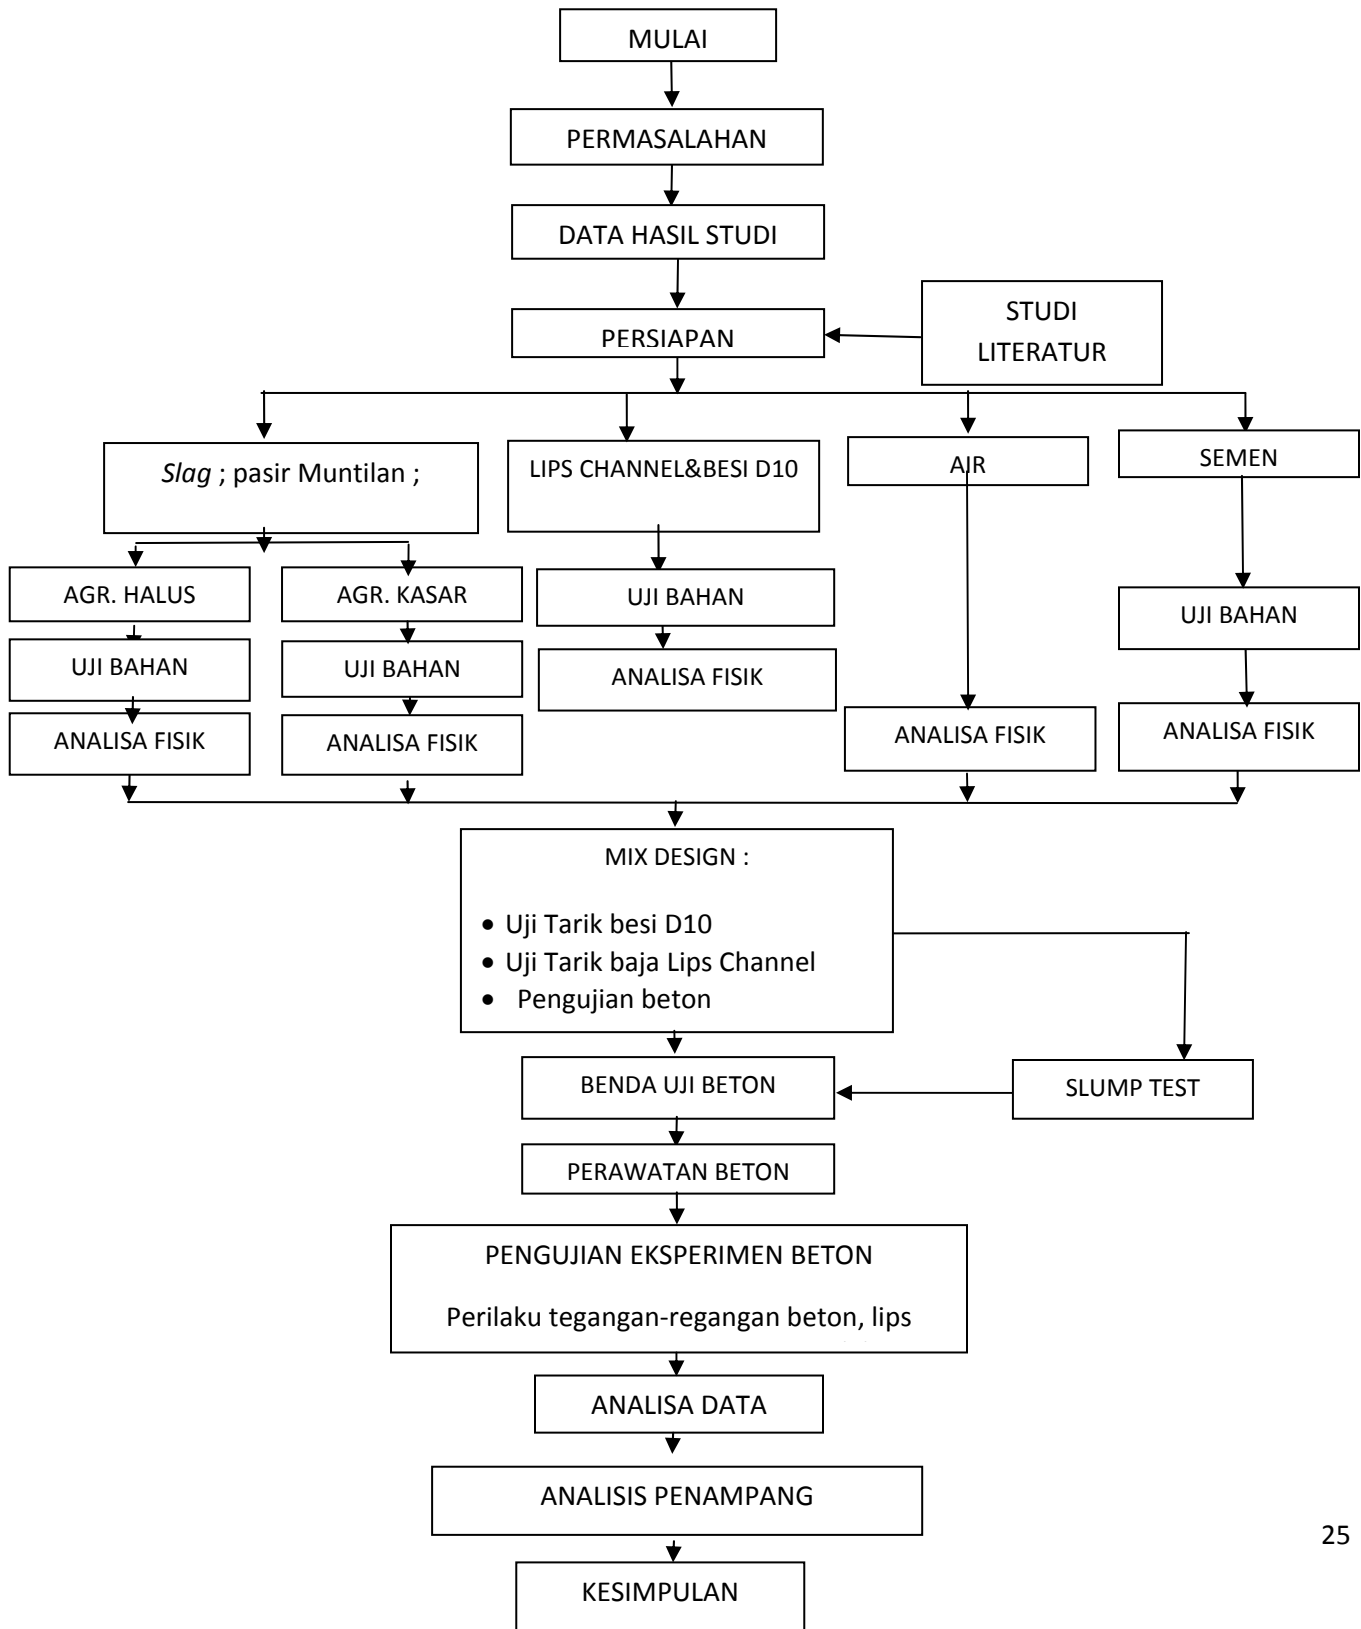 MULAI
PERMASALAHAN
DATA HASIL STUDI
PERSIAPAN
STUDI
LITERATUR
Slag ; pasir Muntilan ;
LIPS CHANNEL&BESI D10
AIR
SEMEN
AGR. HALUS
AGR. KASAR
UJI BAHAN
UJI BAHAN
UJI BAHAN
UJI BAHAN
ANALISA FISIK
ANALISA FISIK
ANALISA FISIK
ANALISA FISIK
ANALISA FISIK
MIX DESIGN :
• Uji Tarik besi D10
• Uji Tarik baja Lips Channel
• Pengujian beton
BENDA UJI BETON
SLUMP TEST
PERAWATAN BETON
PENGUJIAN EKSPERIMEN BETON
Perilaku tegangan-regangan beton, lips
ANALISA DATA
ANALISIS PENAMPANG
25
KESIMPULAN